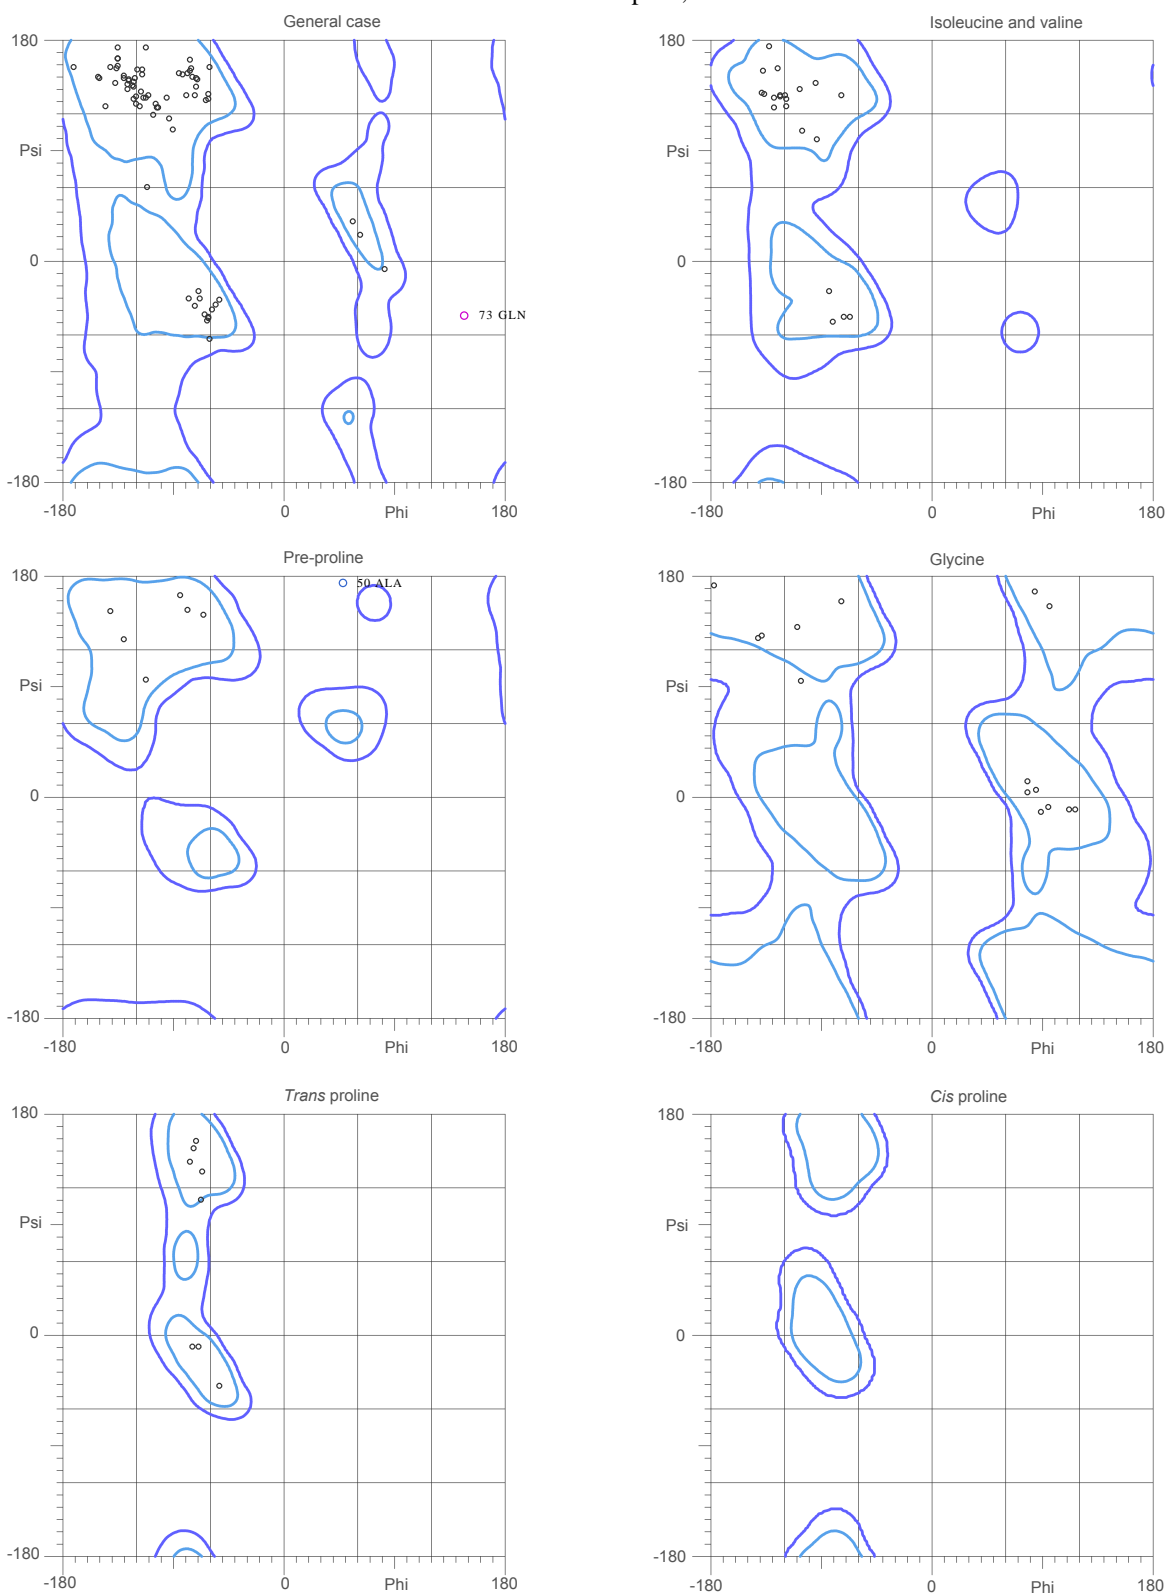 General case
Isoleucine and valine
180
180
Psi
Psi
0
0
73 GLN
-180
-180
-180
0
Phi
180
-180
0
Phi
180
Pre-proline
Glycine
180
50 ALA
180
Psi
Psi
0
0
-180
-180
-180
0
Phi
180
-180
0
Phi
180
Trans proline
Cis proline
180
180
Psi
Psi
0
0
-180
-180
-180
0
Phi
180
-180
0
Phi
180